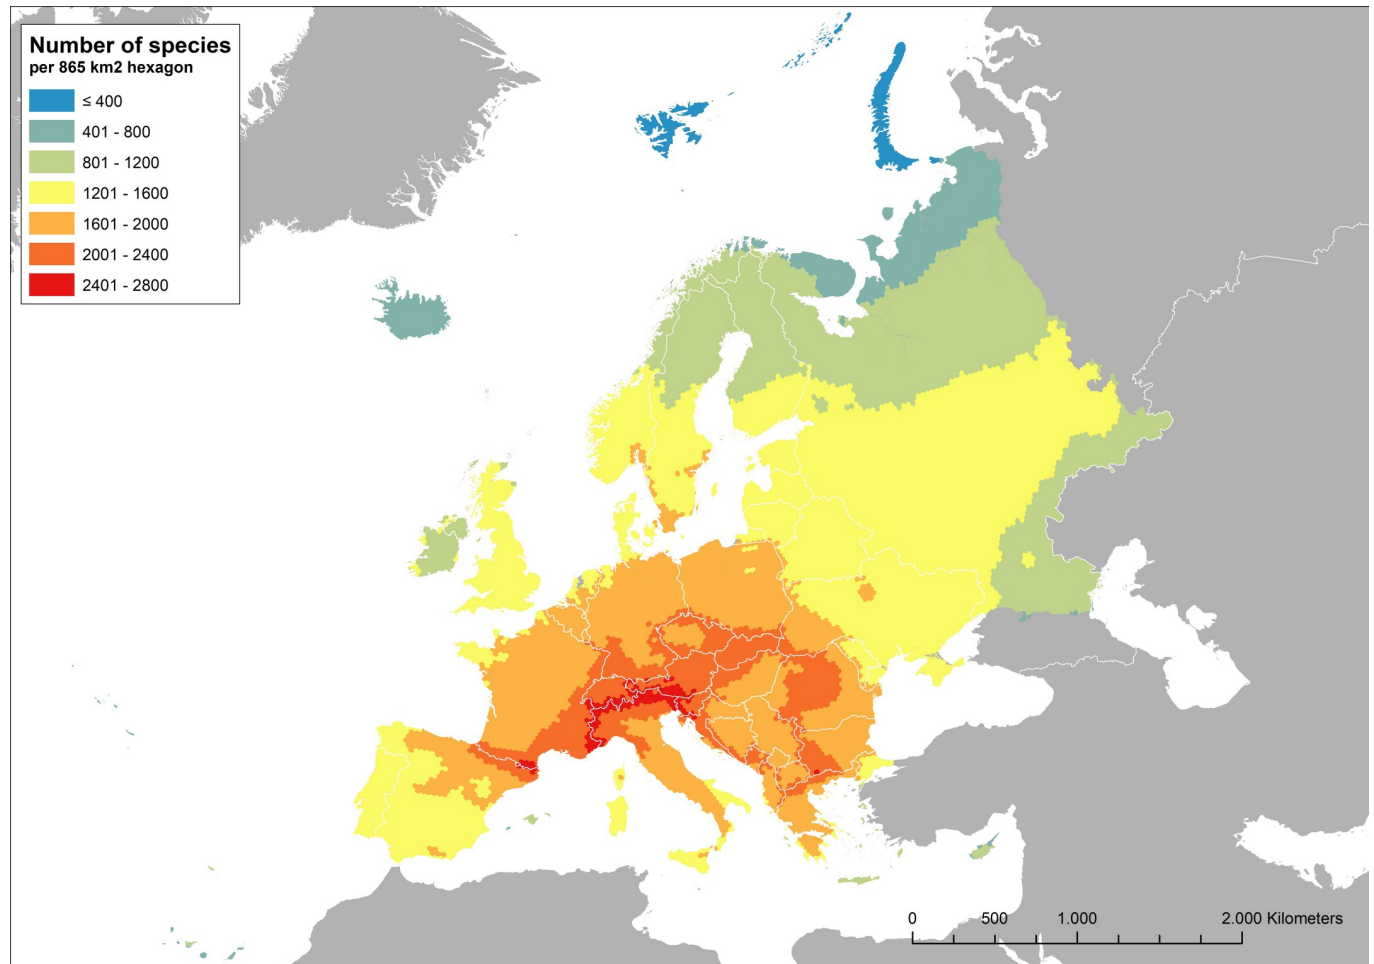 Number of species
per 865 km2 hexagon
≤ 400
401 - 800
801 - 1200
1201 - 1600
1601 - 2000
2001 - 2400
2401 - 2800
0 500 1.000 2.000 Kilometers